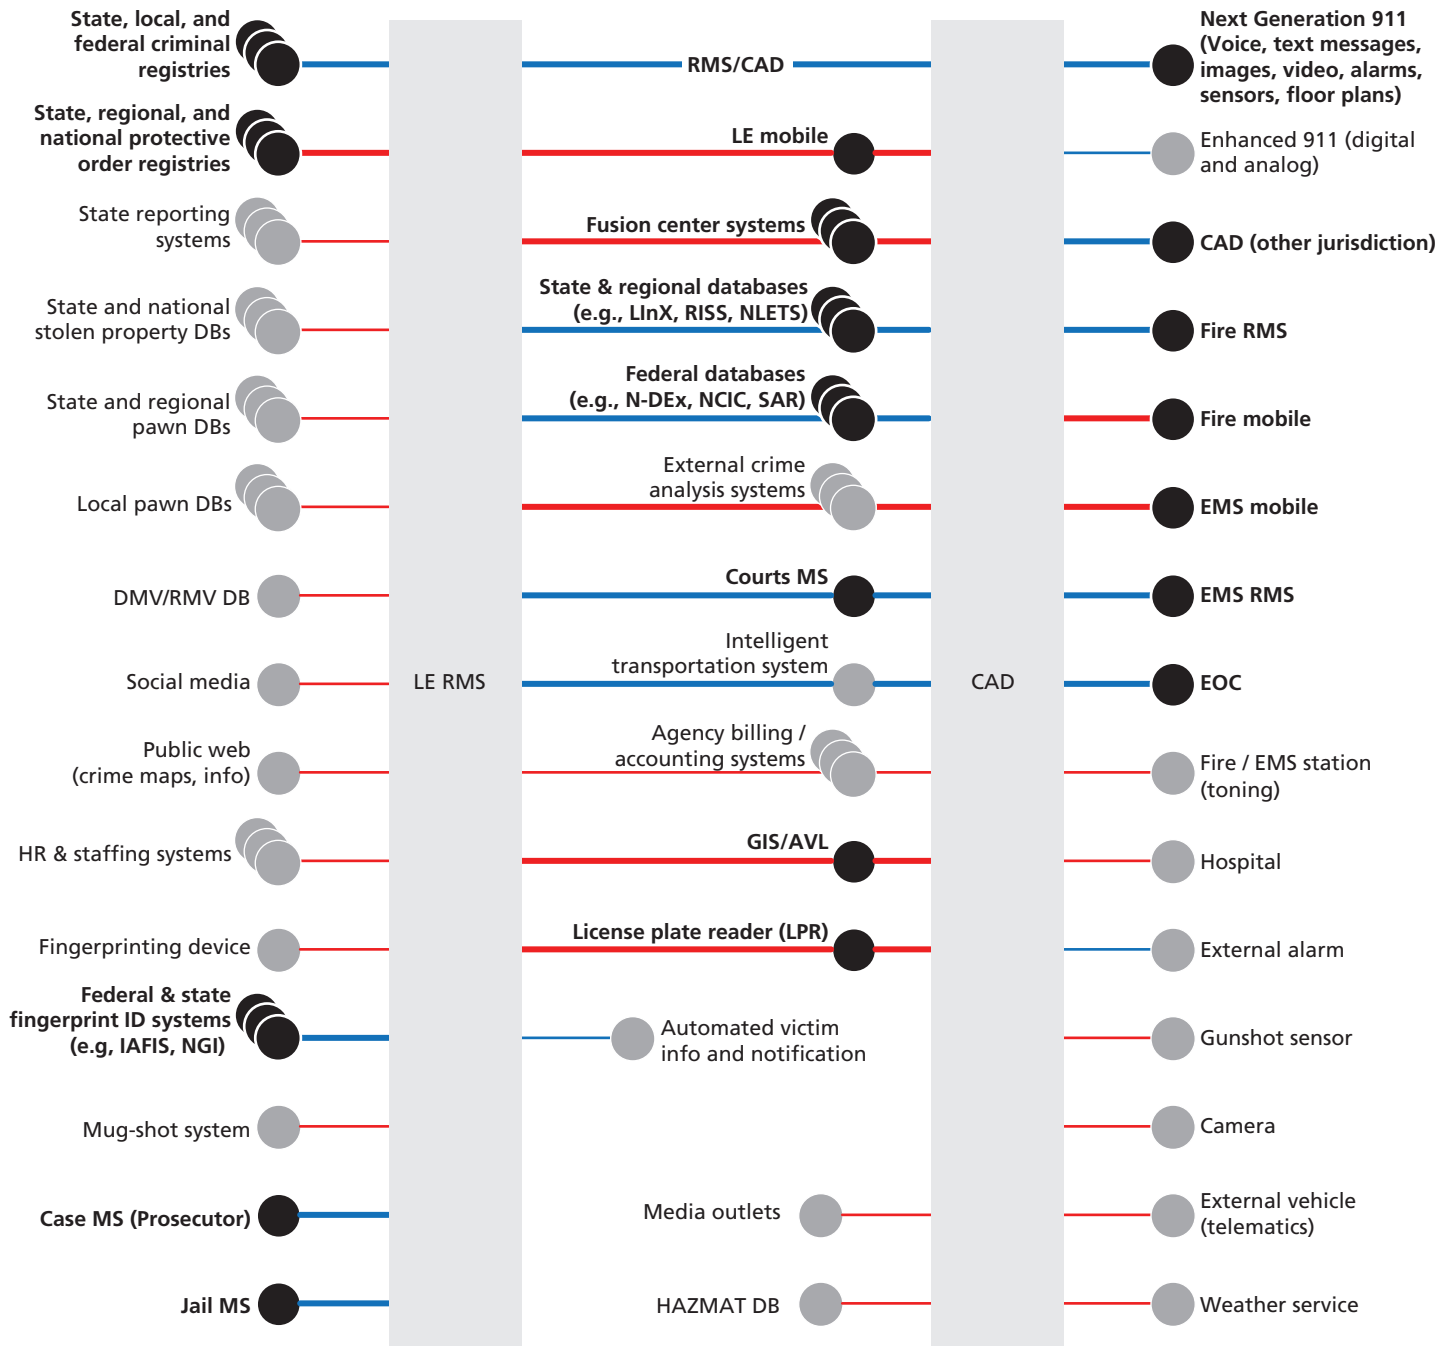 State, local, and
federal criminal
registries
State, regional, and
national protective
order registries
State reporting
systems
State and national
stolen property DBs
State and regional
pawn DBs
Local pawn DBs
DMV/RMV DB
Social media
Public web
(crime maps, info)
HR & staffing systems
Fingerprinting device
Federal & state
fingerprint ID systems
(e.g, IAFIS, NGI)
Mug-shot system
Case MS (Prosecutor)
Jail MS
LE RMS
RMS/CAD
LE mobile
Fusion center systems
State & regional databases
(e.g., LInX, RISS, NLETS)
Federal databases
(e.g., N-DEx, NCIC, SAR)
External crime
analysis systems
Courts MS
Intelligent
transportation system
Agency billing /
accounting systems
GIS/AVL
License plate reader (LPR)
Automated victim
info and notification
Media outlets
HAZMAT DB
CAD
Next Generation 911
(Voice, text messages,
images, video, alarms,
sensors, floor plans)
Enhanced 911 (digital
and analog)
CAD (other jurisdiction)
Fire RMS
Fire mobile
EMS mobile
EMS RMS
EOC
Fire / EMS station
(toning)
Hospital
External alarm
Gunshot sensor
Camera
External vehicle
(telematics)
Weather service